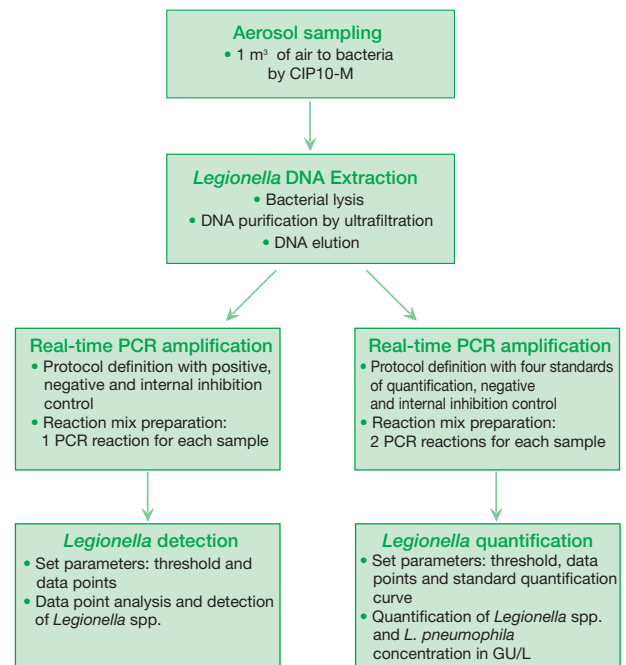 Aerosol sampling
• 1 m³ of air to bacteria
by CIP10-M
Legionella DNA Extraction
• Bacterial lysis
• DNA purification by ultrafiltration
• DNA elution
Real-time PCR amplification
• Protocol definition with positive,
negative and internal inhibition
control
• Reaction mix preparation:
1 PCR reaction for each sample
Real-time PCR amplification
• Protocol definition with four standards
of quantification, negative
and internal inhibition control
• Reaction mix preparation:
2 PCR reactions for each sample
Legionella detection
• Set parameters: threshold and
data points
• Data point analysis and detection
of Legionella spp.
Legionella quantification
• Set parameters: threshold, data
points and standard quantification
curve
• Quantification of Legionella spp.
and L. pneumophila
concentration in GU/L